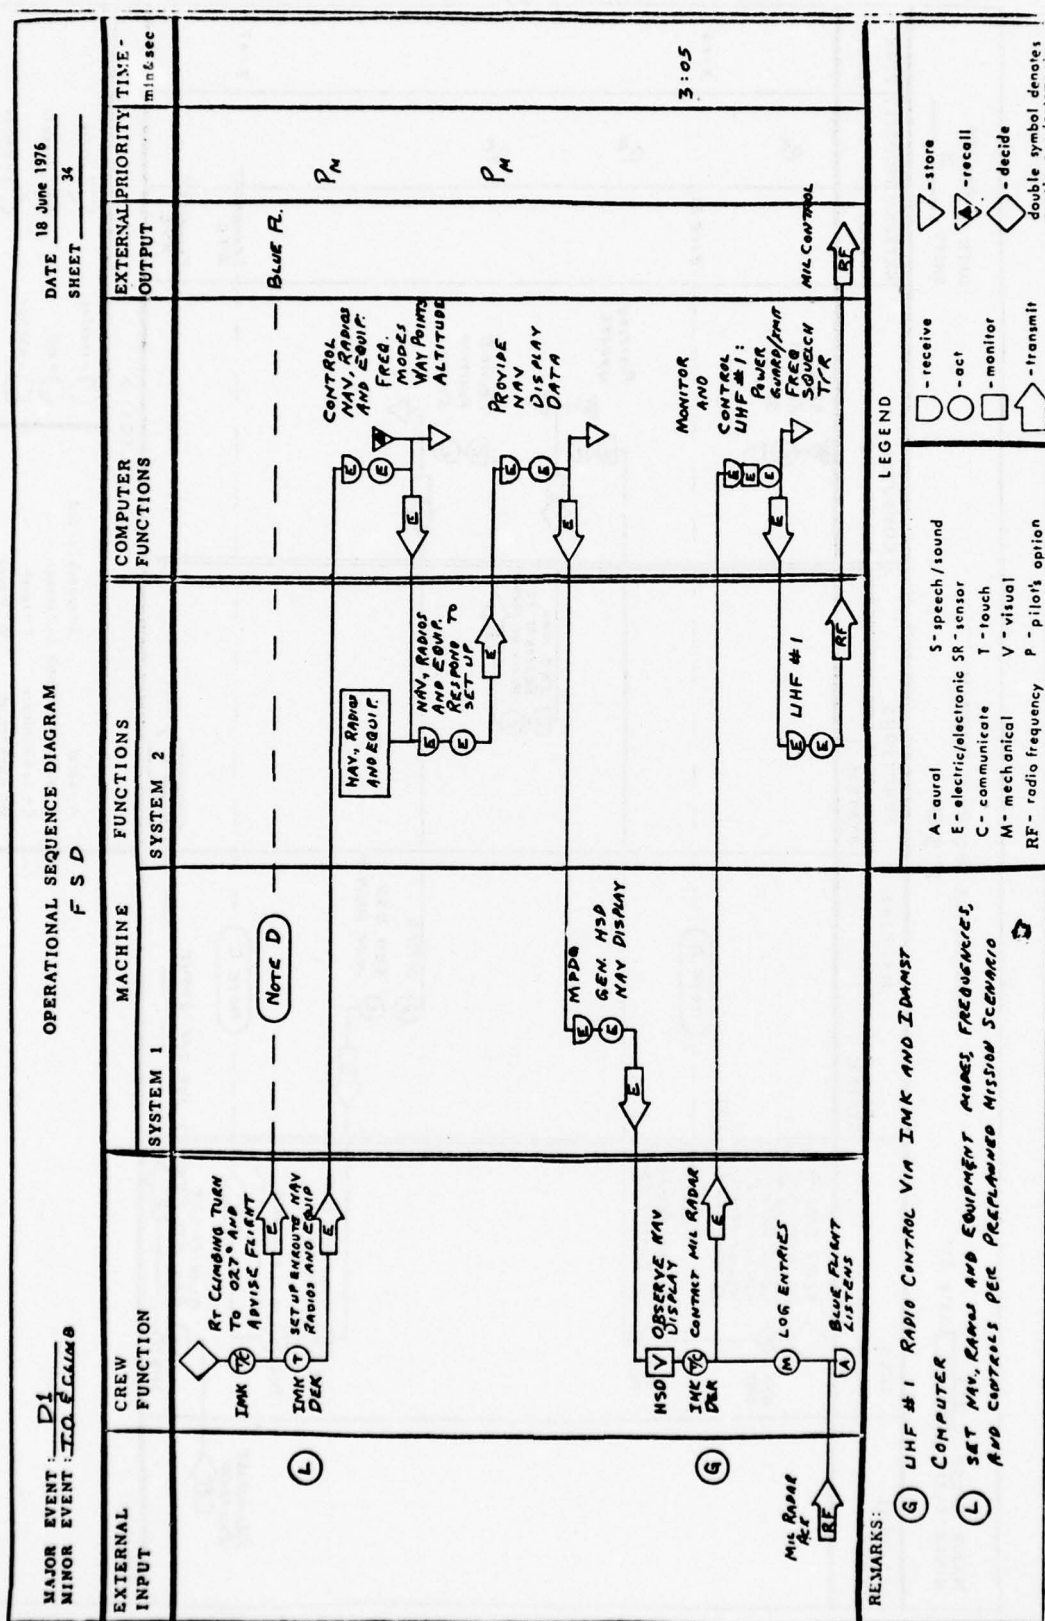 MAJOR EVENT: D1
MINOR EVENT: T.O. & CLIMB
OPERATIONAL SEQUENCE DIAGRAM
F S D
DATE 18 June 1976
SHEET 34
EXTERNAL INPUT
CREW FUNCTION
MACHINE FUNCTIONS
SYSTEM 1
SYSTEM 2
COMPUTER FUNCTIONS
EXTERNAL OUTPUT
PRIORITY
TIME - min&sec
RT CLIMBING TURN
TO 027° AND
ADVISE FLIGHT
IMK
T/C
NOTE D
BLUE FL.
L
IMK
DEK
T
SET UP ENROUTE NAV
RADIOS AND EQUIP
E
CONTROL
NAV, RADIOS
AND EQUIP.
FREQ.
MODES
WAY POINTS
ALTITUDE
PM
E
E
E
NAV, RADIOS
AND EQUIP.
NAV, RADIOS
AND EQUIP.
RESPOND TO
SET UP
E
E
E
PROVIDE
NAV
DISPLAY
DATA
PM
E
E
E
MPDG
GEN. HSD
NAV DISPLAY
E
E
E
HSD
V
OBSERVE NAV
DISPLAY
G
IMK
DEK
T/C
CONTACT MIL RADAR
E
MONITOR
AND
CONTROL
UHF #1:
POWER
GUARD/XMIT
FREQ
SQUELCH
T/R
3:05
E
E
E
E
UHF #1
E
E
RF
RF
MIL CONTROL
M
LOG ENTRIES
MIL RADAR
ACK
RF
A
BLUE FLIGHT
LISTENS
REMARKS:
G UHF #1 RADIO CONTROL VIA IMK AND IDAMST
COMPUTER
L SET NAV, RADIOS AND EQUIPMENT MODES, FREQUENCIES,
AND CONTROLS PER PREPLANNED MISSION SCENARIO
LEGEND
A - aural
S - speech/sound
E - electric/electronic
SR - sensor
C - communicate
T - touch
M - mechanical
V - visual
RF - radio frequency
P - pilot's option
- receive
- act
- monitor
- transmit
- store
- recall
- decide
double symbol denotes